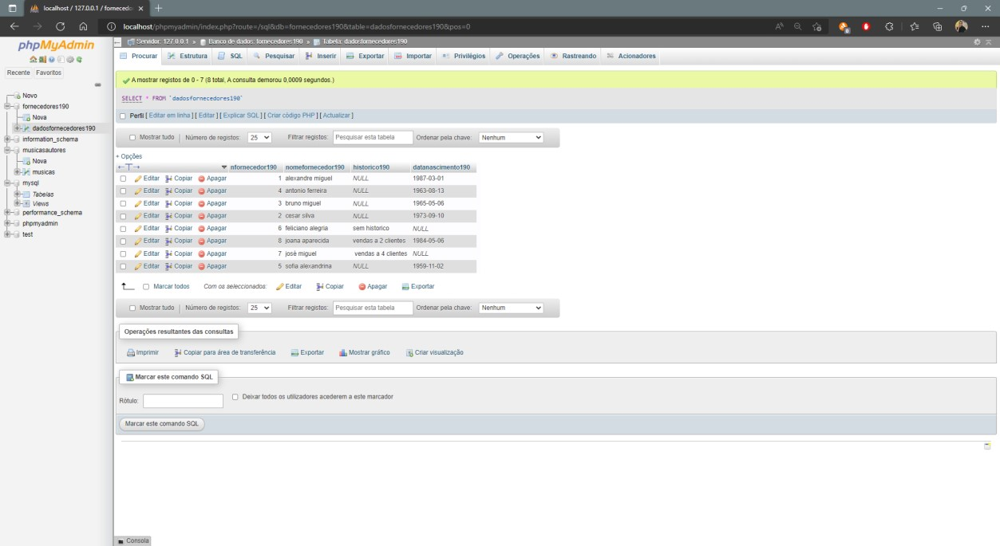 localhost / 127.0.0.1 / fornecedo
localhost/phpmyadmin/index.php?route=/sql&db=fornecedores190&table=dadosfornecedores190&pos=0
phpMyAdmin
Recente Favoritos
Novo
fornecedores190
Nova
dadosfornecedores190
information_schema
musicasautores
Nova
musicas
mysql
Tabelas
Views
performance_schema
phpmyadmin
test
Servidor: 127.0.0.1 » Banco de dados: fornecedores190 » Tabela: dadosfornecedores190
Procurar Estrutura SQL Pesquisar Inserir Exportar Importar Privilégios Operações Rastreando Acionadores
A mostrar registos de 0 - 7 (8 total, A consulta demorou 0,0009 segundos.)
SELECT * FROM `dadosfornecedores190`
Perfil [ Editar em linha ] [ Editar ] [ Explicar SQL ] [ Criar código PHP ] [ Actualizar ]
Mostrar tudo | Número de registos: 25 Filtrar registos: Pesquisar esta tabela Ordenar pela chave: Nenhum
+ Opções
←T→ nfornecedor190 nomefornecedor190 historico190 datanascimento190
Editar Copiar Apagar 1 alexandre miguel NULL 1987-03-01
Editar Copiar Apagar 4 antonio ferreira NULL 1963-08-13
Editar Copiar Apagar 3 bruno miguel NULL 1965-05-06
Editar Copiar Apagar 2 cesar silva NULL 1973-09-10
Editar Copiar Apagar 6 feliciano alegria sem historico NULL
Editar Copiar Apagar 8 joana aparecida vendas a 2 clientes 1984-05-06
Editar Copiar Apagar 7 josè miguel vendas a 4 clientes NULL
Editar Copiar Apagar 5 sofia alexandrina NULL 1959-11-02
Marcar todos Com os seleccionados: Editar Copiar Apagar Exportar
Mostrar tudo | Número de registos: 25 Filtrar registos: Pesquisar esta tabela Ordenar pela chave: Nenhum
Operações resultantes das consultas
Imprimir Copiar para área de transferência Exportar Mostrar gráfico Criar visualização
Marcar este comando SQL
Rótulo: Deixar todos os utilizadores acederem a este marcador
Marcar este comando SQL
Consola